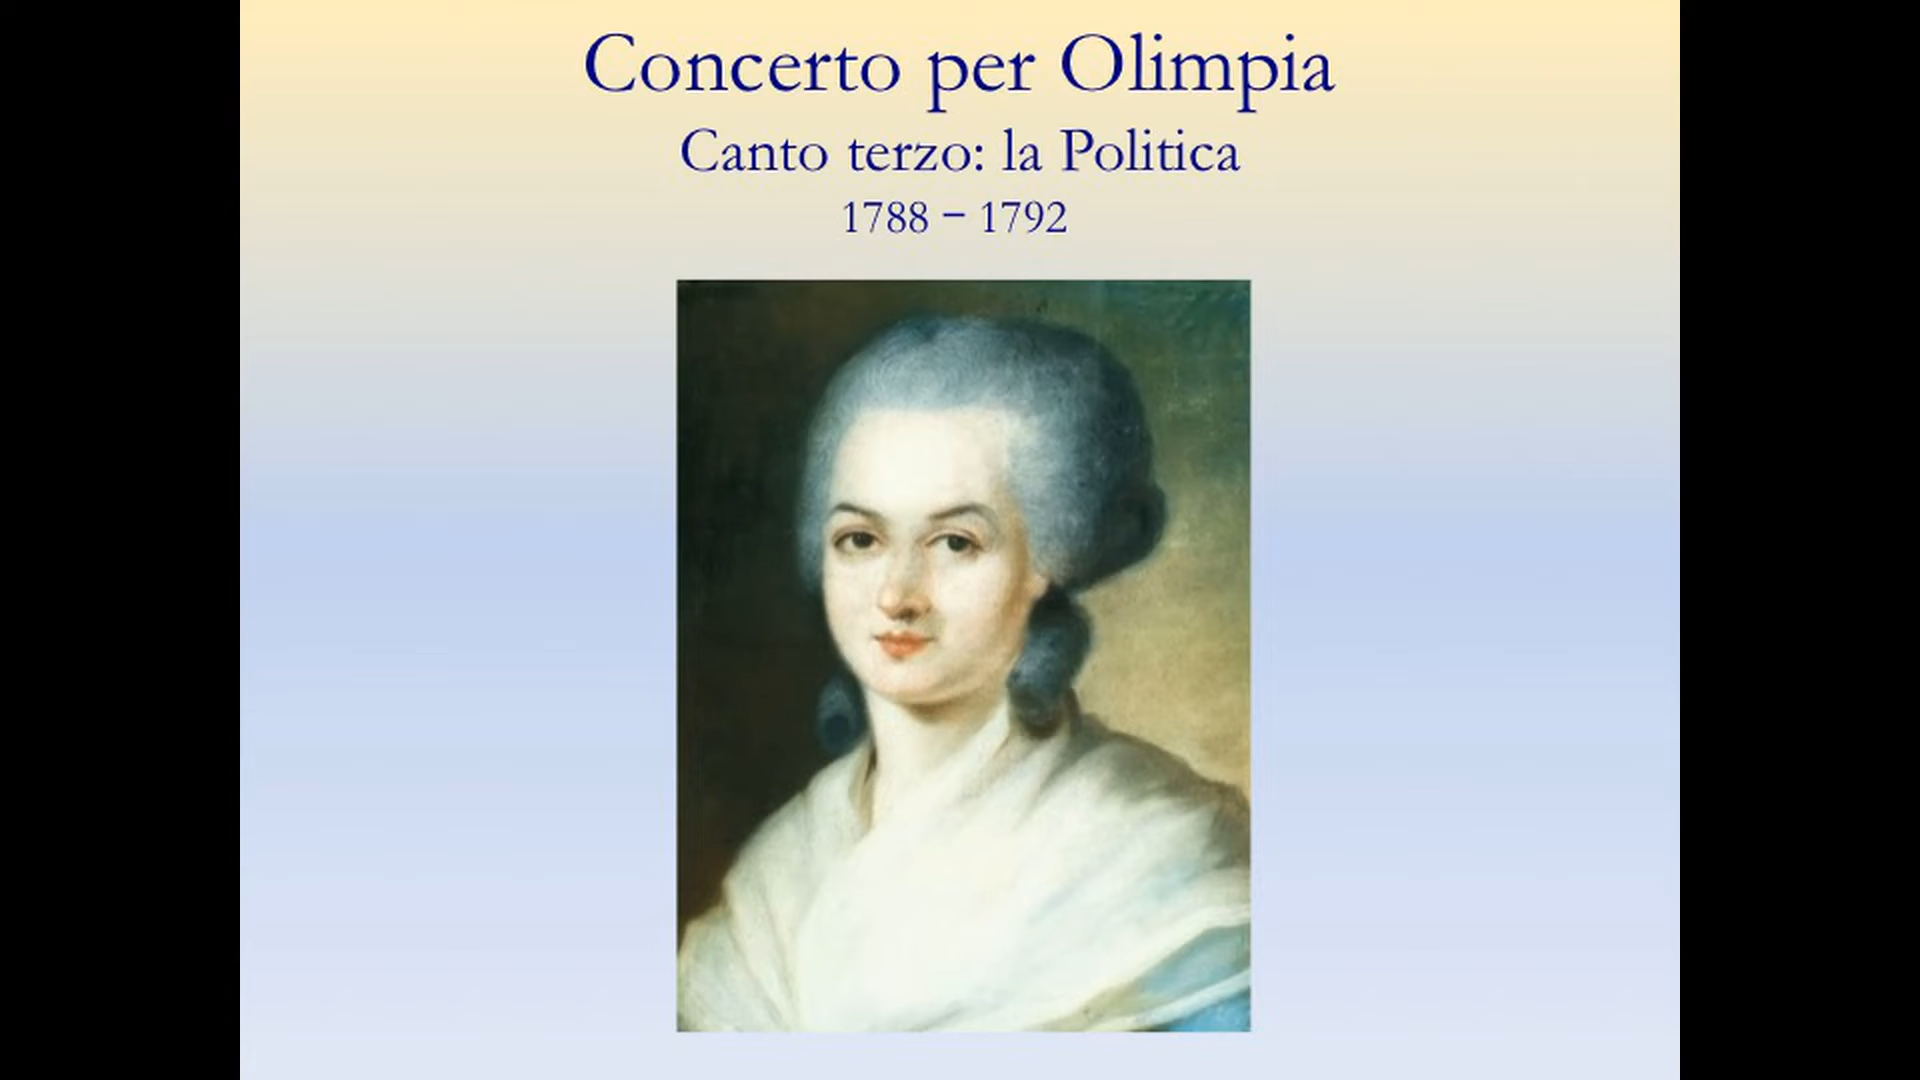 Concerto per Olimpia
Canto terzo: la Politica
1788 – 1792